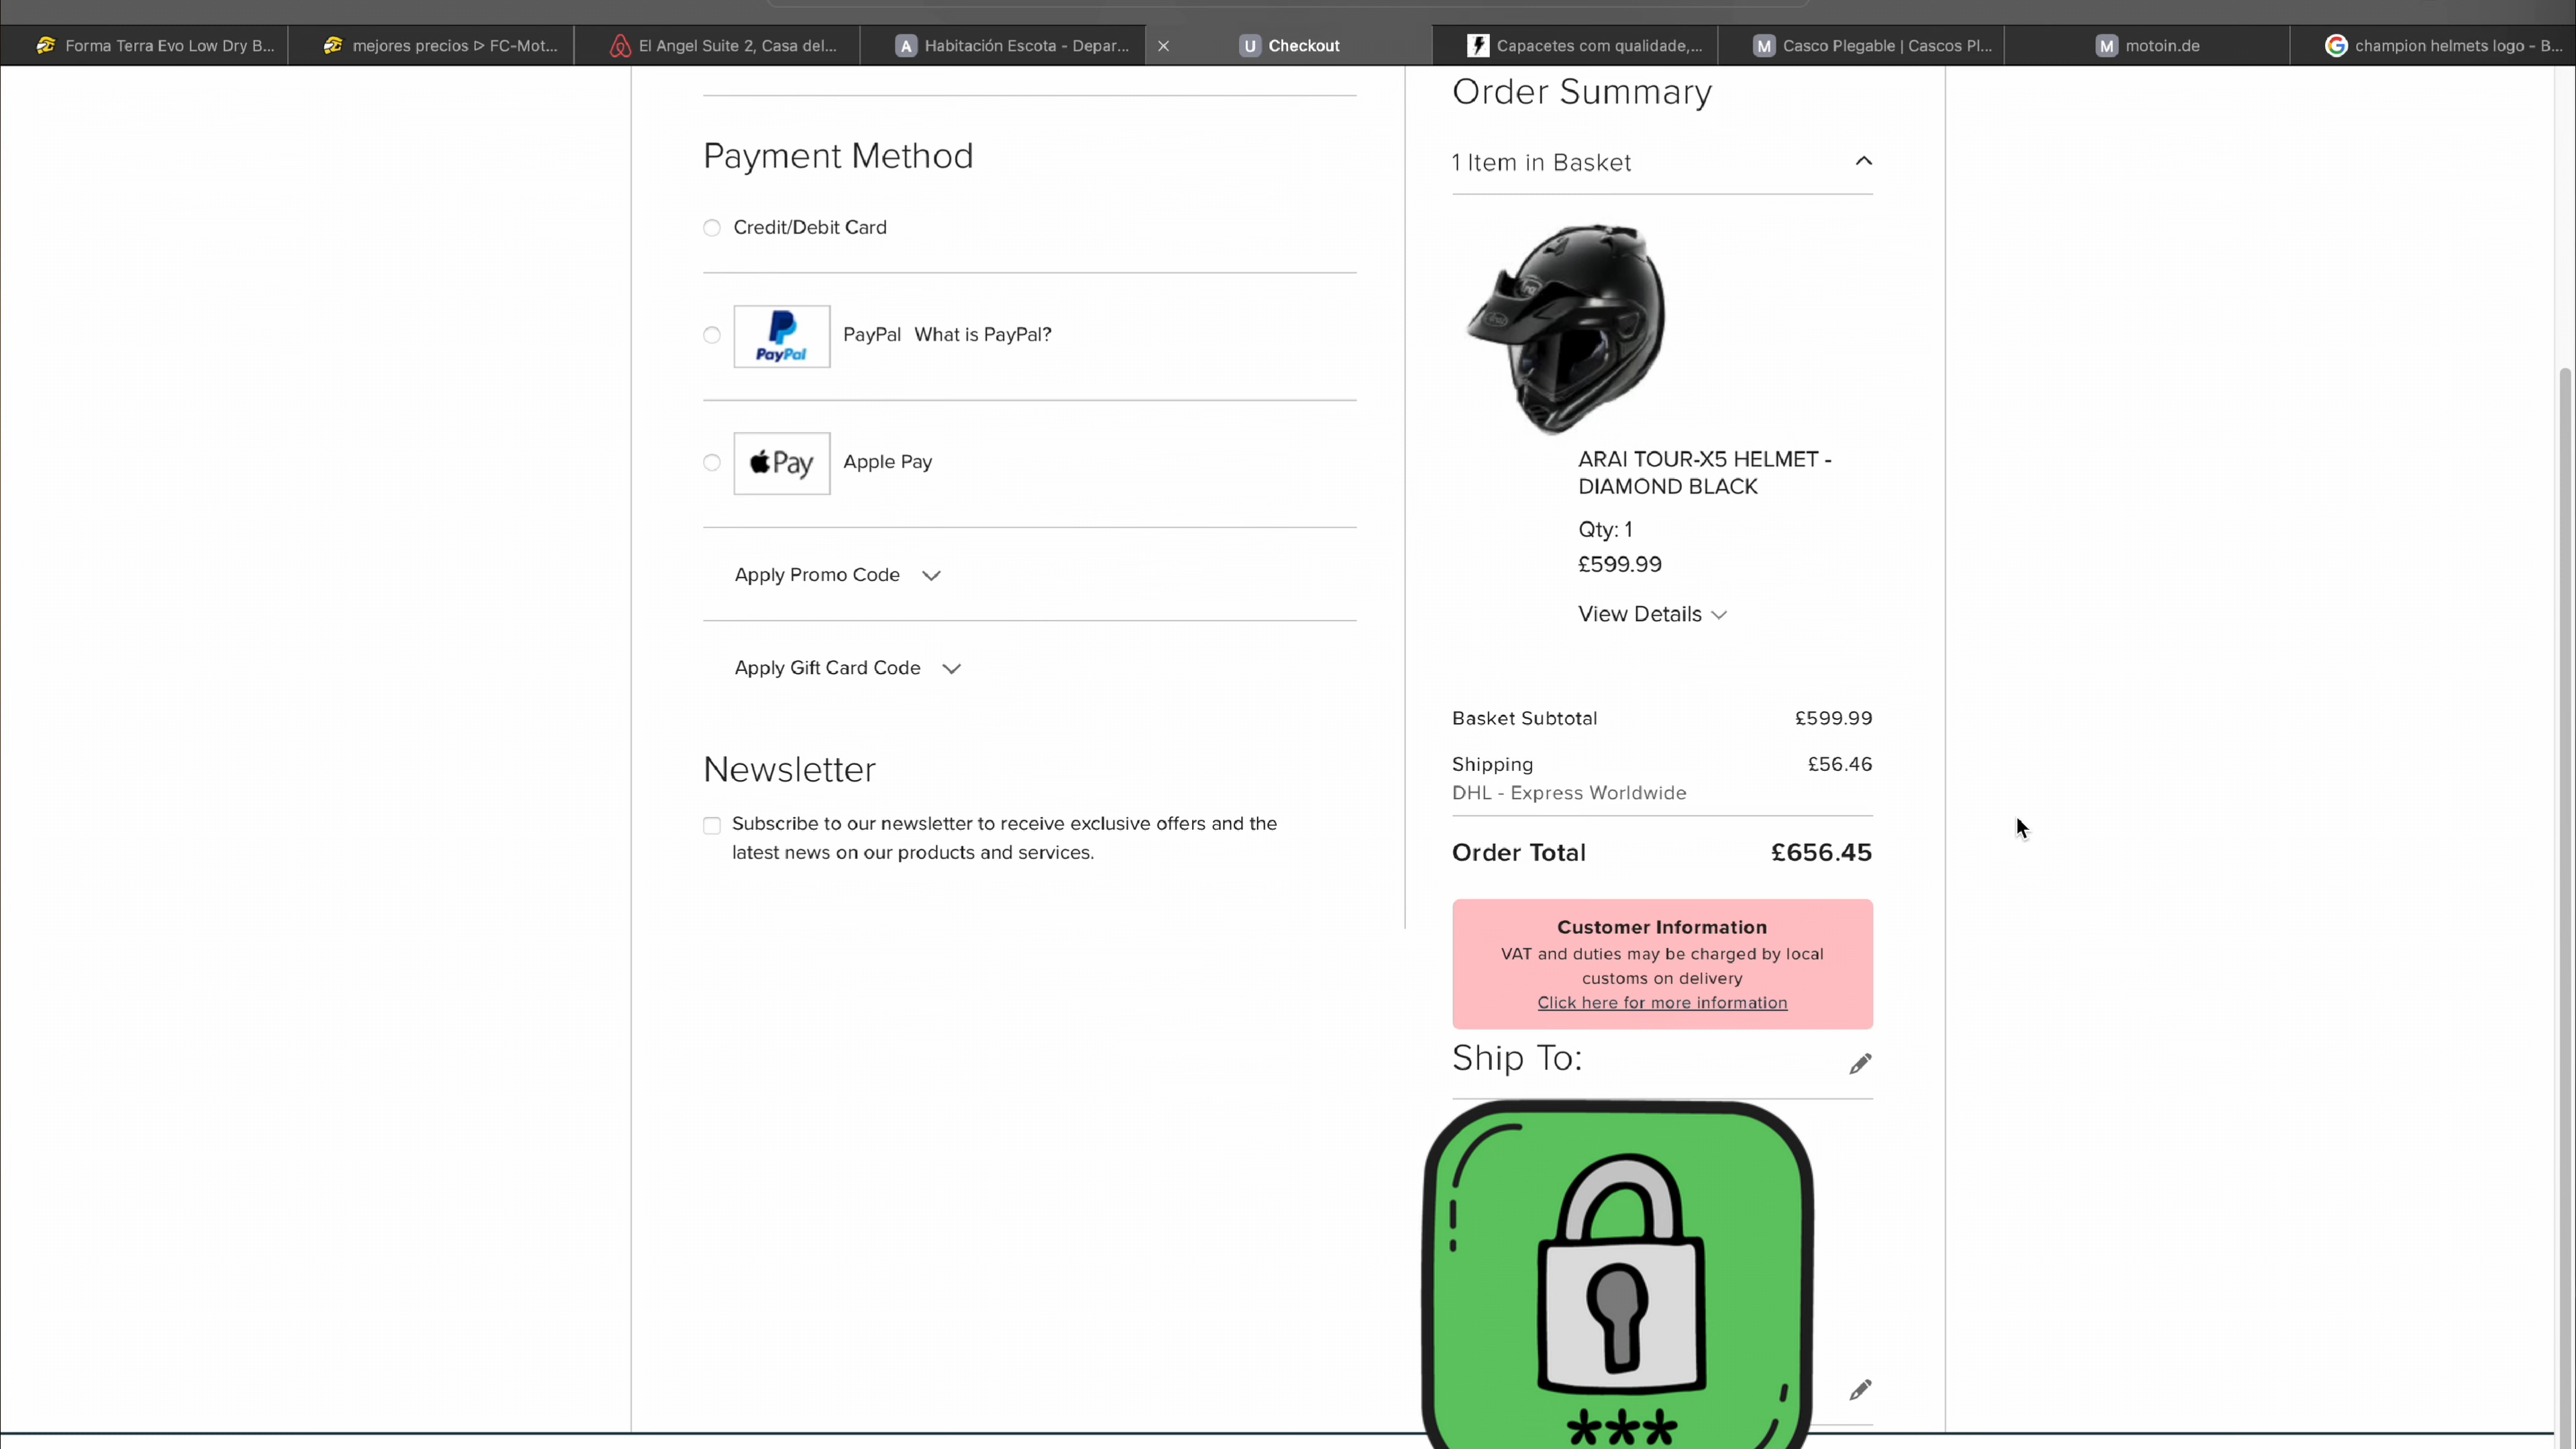 Forma Terra Evo Low Dry B...
mejores precios ᐅ FC-Mot...
El Angel Suite 2, Casa del...
A Habitación Escota - Depar...
U Checkout
Capacetes com qualidade,...
M Casco Plegable | Cascos Pl...
M motoin.de
champion helmets logo - B...
Payment Method
Credit/Debit Card
PayPal
PayPal What is PayPal?
Pay
Apple Pay
Apply Promo Code
Apply Gift Card Code
Newsletter
Subscribe to our newsletter to receive exclusive offers and the
latest news on our products and services.
Order Summary
1 Item in Basket
ARAI TOUR-X5 HELMET -
DIAMOND BLACK
Qty: 1
£599.99
View Details
Basket Subtotal £599.99
Shipping £56.46
DHL - Express Worldwide
Order Total £656.45
Customer Information
VAT and duties may be charged by local
customs on delivery
Click here for more information
Ship To:
***